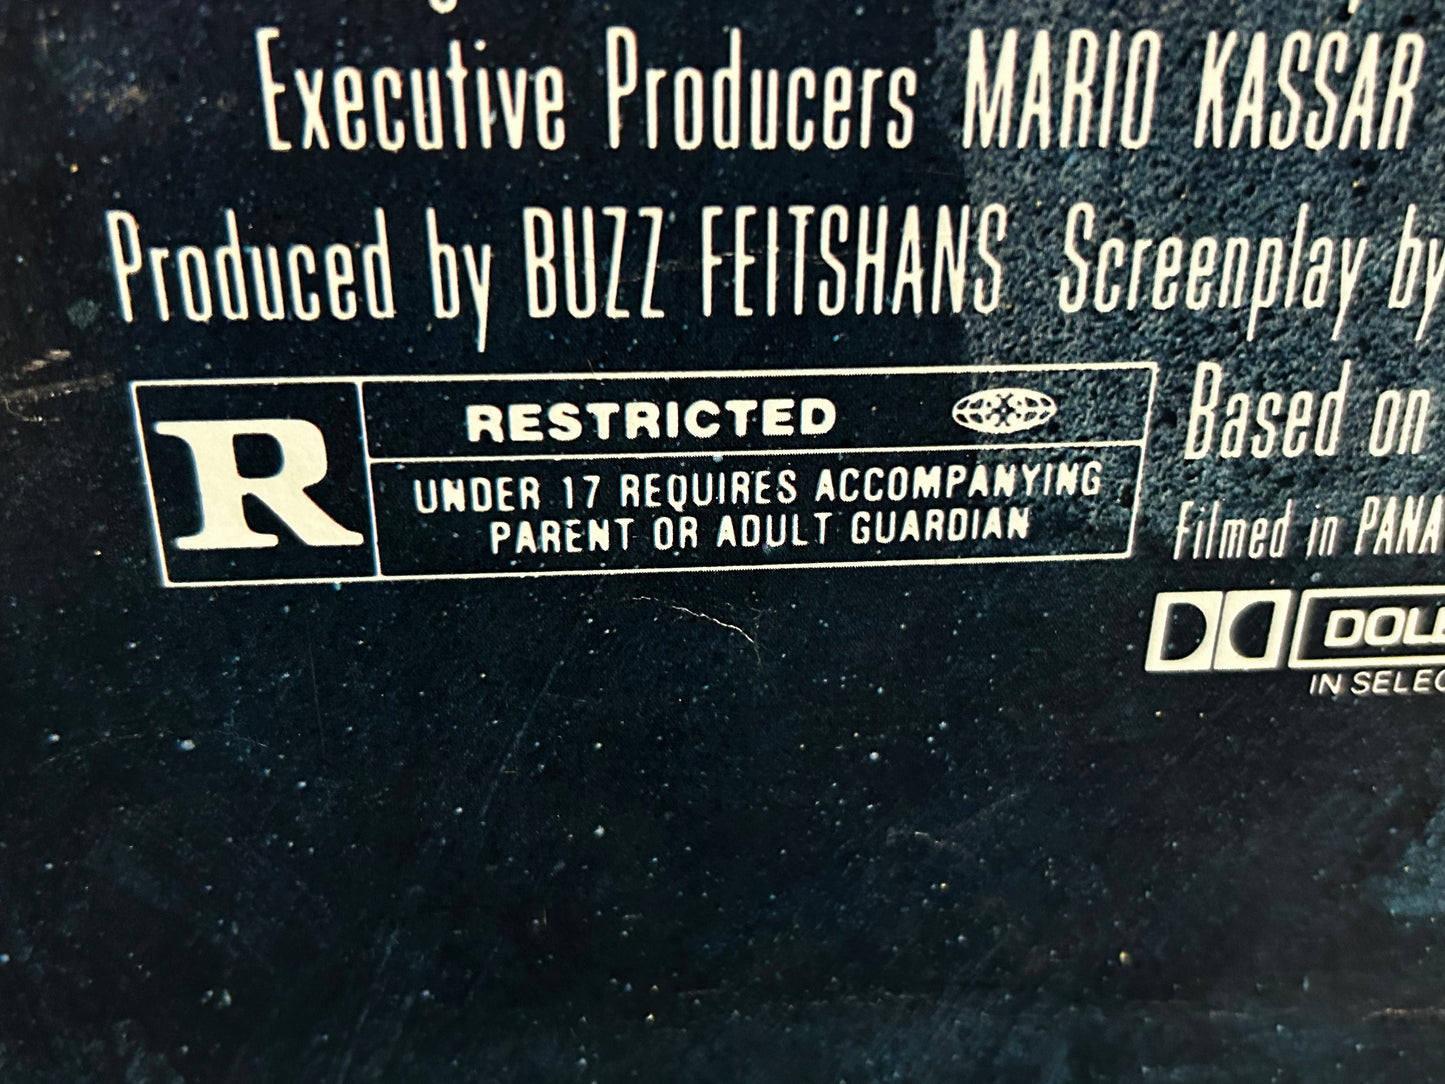 Executive Producers MARIO KASSAR
Produced by BUZZ FEITSHANS Screenplay by
Based on
R
RESTRICTED
UNDER 17 REQUIRES ACCOMPANYING
PARENT OR ADULT GUARDIAN
Filmed in
IN